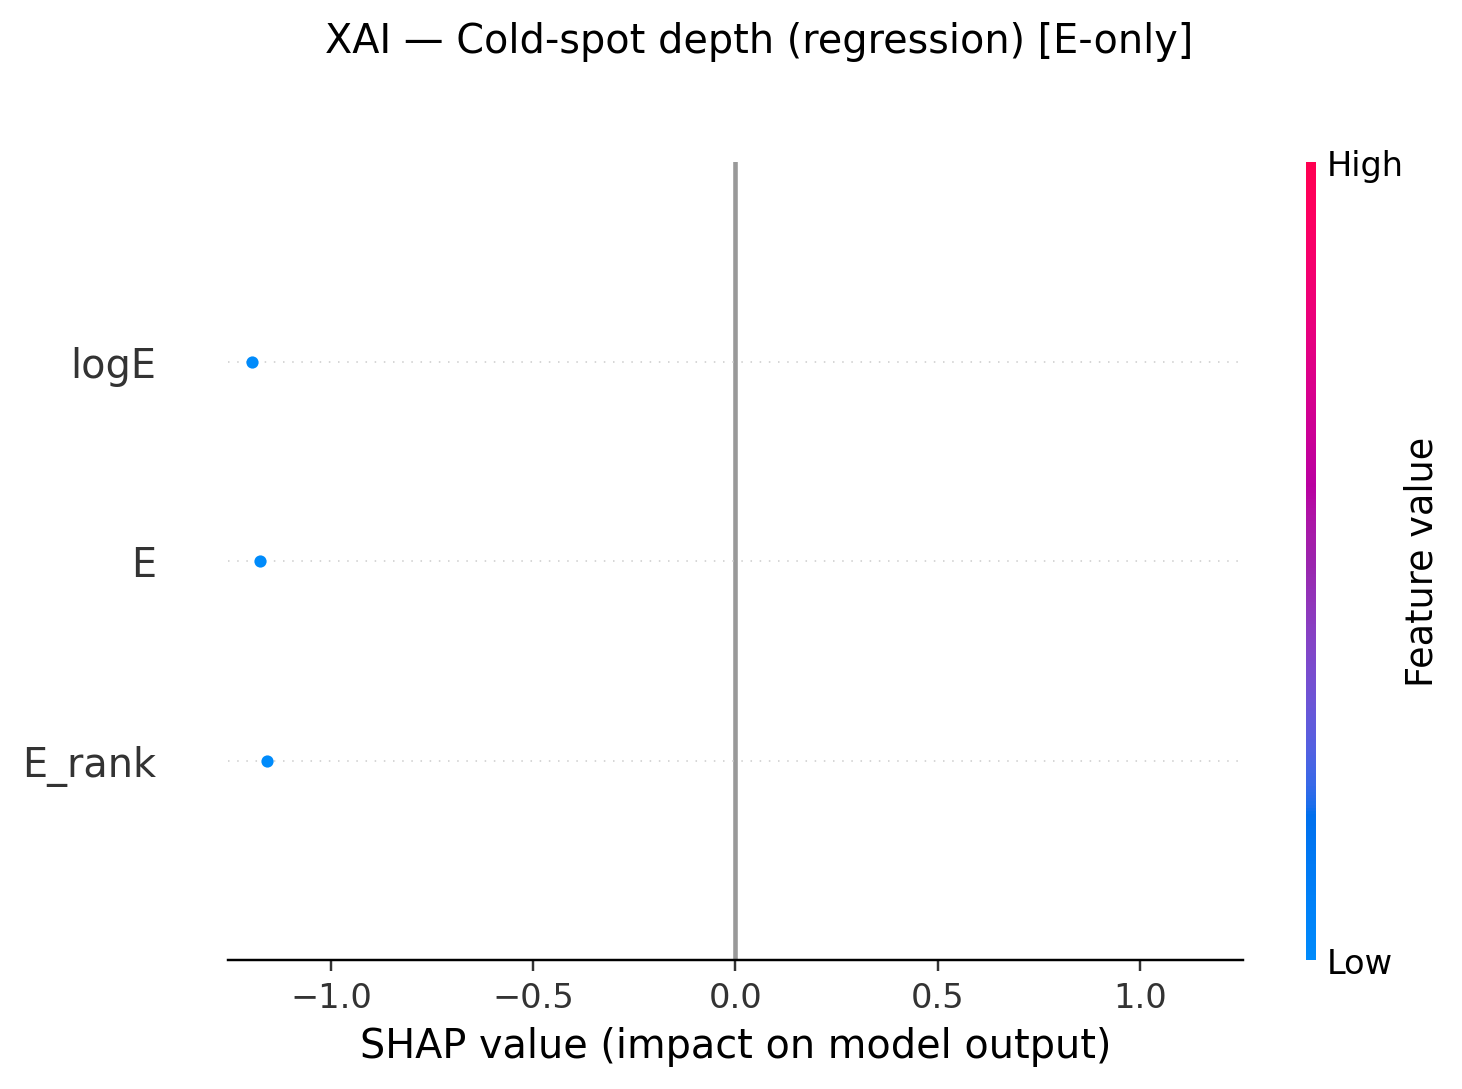 XAI — Cold-spot depth (regression) [E-only]
High
logE
E
E_rank
Feature value
Low
−1.0 −0.5 0.0 0.5 1.0
SHAP value (impact on model output)